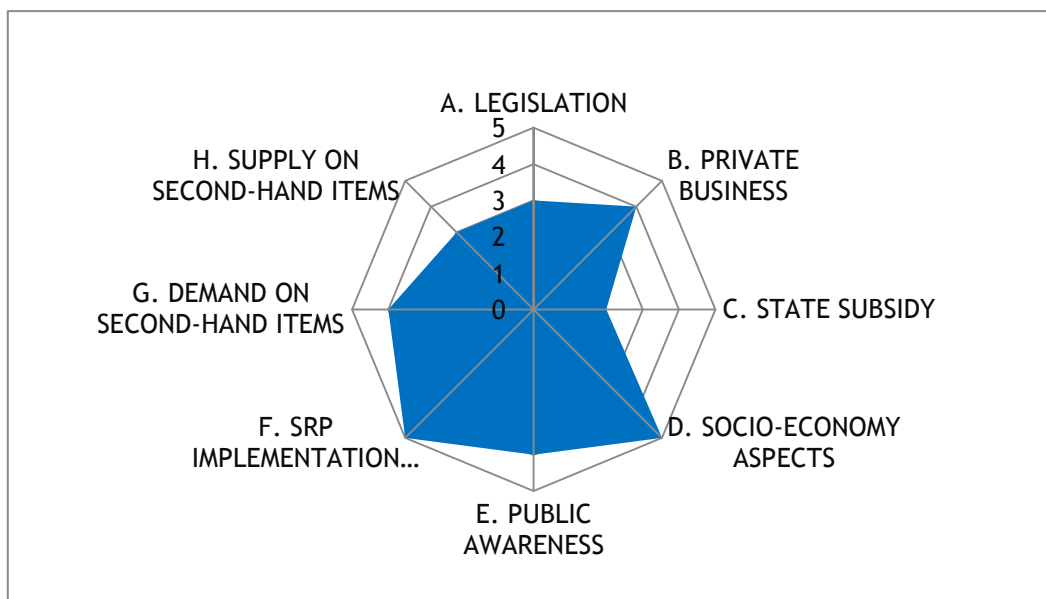 A. LEGISLATION
5
4
3
2
1
0
B. PRIVATE
BUSINESS
C. STATE SUBSIDY
D. SOCIO-ECONOMY
ASPECTS
E. PUBLIC
AWARENESS
F. SRP
IMPLEMENTATION...
G. DEMAND ON
SECOND-HAND ITEMS
H. SUPPLY ON
SECOND-HAND ITEMS